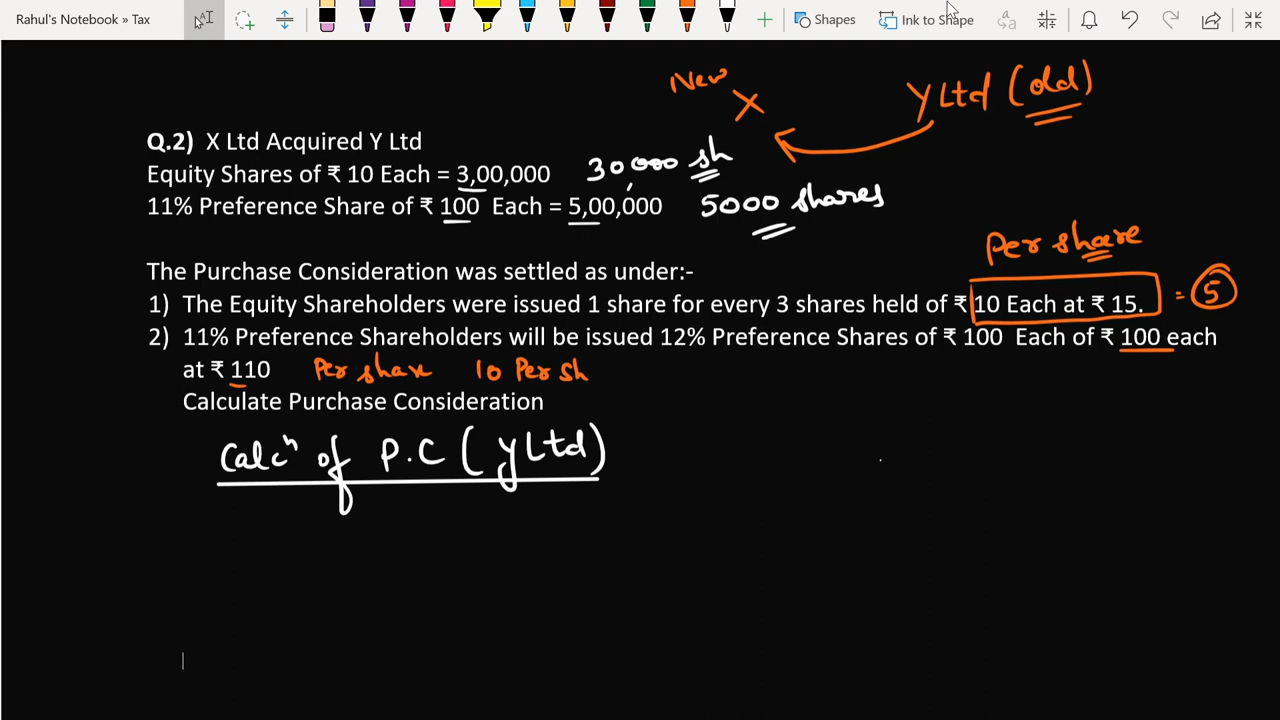 Rahul's Notebook » Tax
Shapes
Ink to Shape
New X
Y Ltd (old)
Q.2) X Ltd Acquired Y Ltd
Equity Shares of ₹ 10 Each = 3,00,000 30000 sh
11% Preference Share of ₹ 100 Each = 5,00,000 5000 shares
Per share
The Purchase Consideration was settled as under:-
1) The Equity Shareholders were issued 1 share for every 3 shares held of ₹ 10 Each at ₹ 15. = 5
2) 11% Preference Shareholders will be issued 12% Preference Shares of ₹ 100 Each of ₹ 100 each
at ₹ 110 Per share 10 Per sh
Calculate Purchase Consideration
Calcⁿ of P.C (Y Ltd)